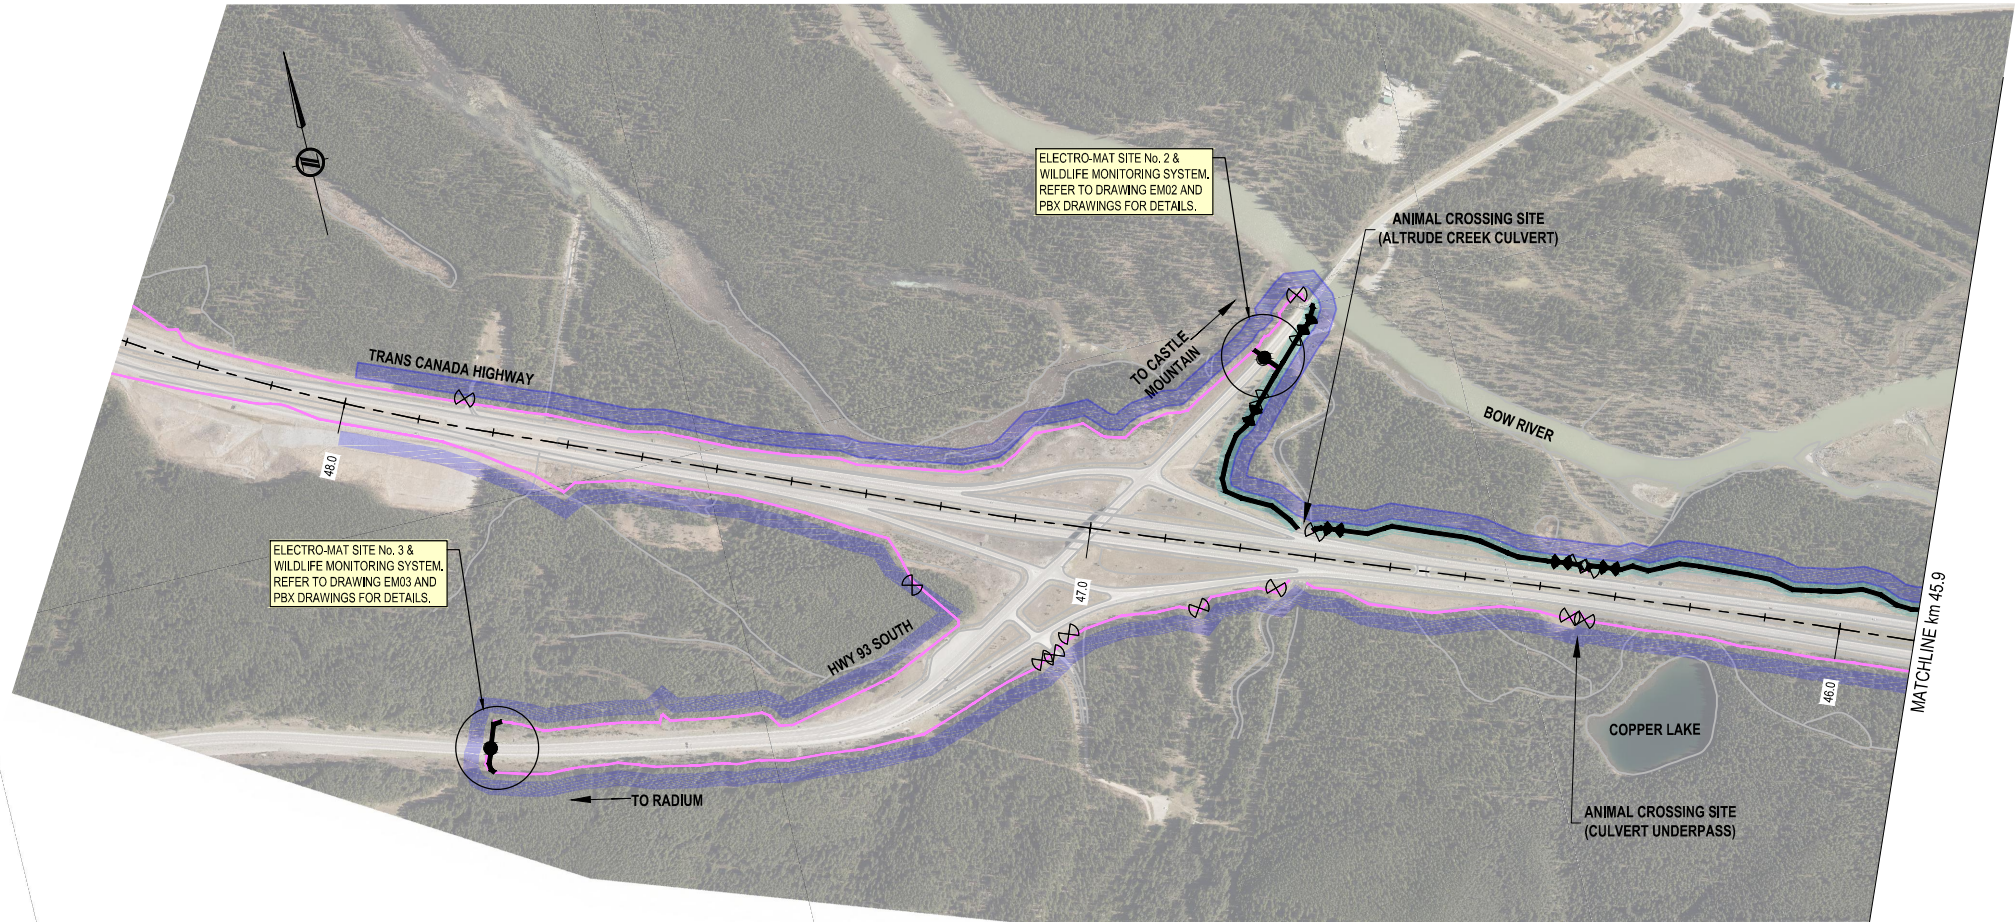 ELECTRO-MAT SITE No. 2 &
WILDLIFE MONITORING SYSTEM.
REFER TO DRAWING EM02 AND
PBX DRAWINGS FOR DETAILS.
ANIMAL CROSSING SITE
(ALTRUDE CREEK CULVERT)
TO CASTLE
MOUNTAIN
TRANS CANADA HIGHWAY
BOW RIVER
48.0
ELECTRO-MAT SITE No. 3 &
WILDLIFE MONITORING SYSTEM.
REFER TO DRAWING EM03 AND
PBX DRAWINGS FOR DETAILS.
47.0
HWY 93 SOUTH
MATCHLINE km 45.9
46.0
COPPER LAKE
TO RADIUM
ANIMAL CROSSING SITE
(CULVERT UNDERPASS)